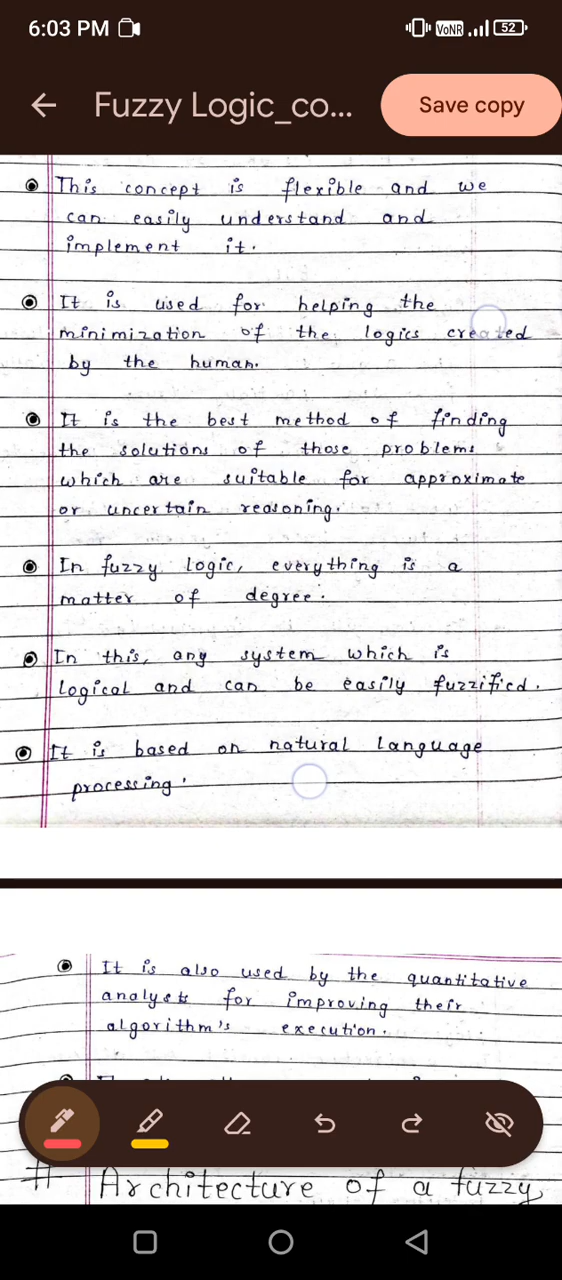 6:03 PM
VoNR
52
Fuzzy Logic_co...
Save copy
This concept is flexible and we
can easily understand and
implement it.
It is used for helping the
minimization of the logics created
by the human.
It is the best method of finding
the solutions of those problems
which are suitable for approximate
or uncertain reasoning.
In fuzzy logic, everything is a
matter of degree.
In this, any system which is
logical and can be easily fuzzified.
It is based on natural language
processing.
It is also used by the quantitative
analysts for improving their
algorithm's execution.
# Architecture of a fuzzy